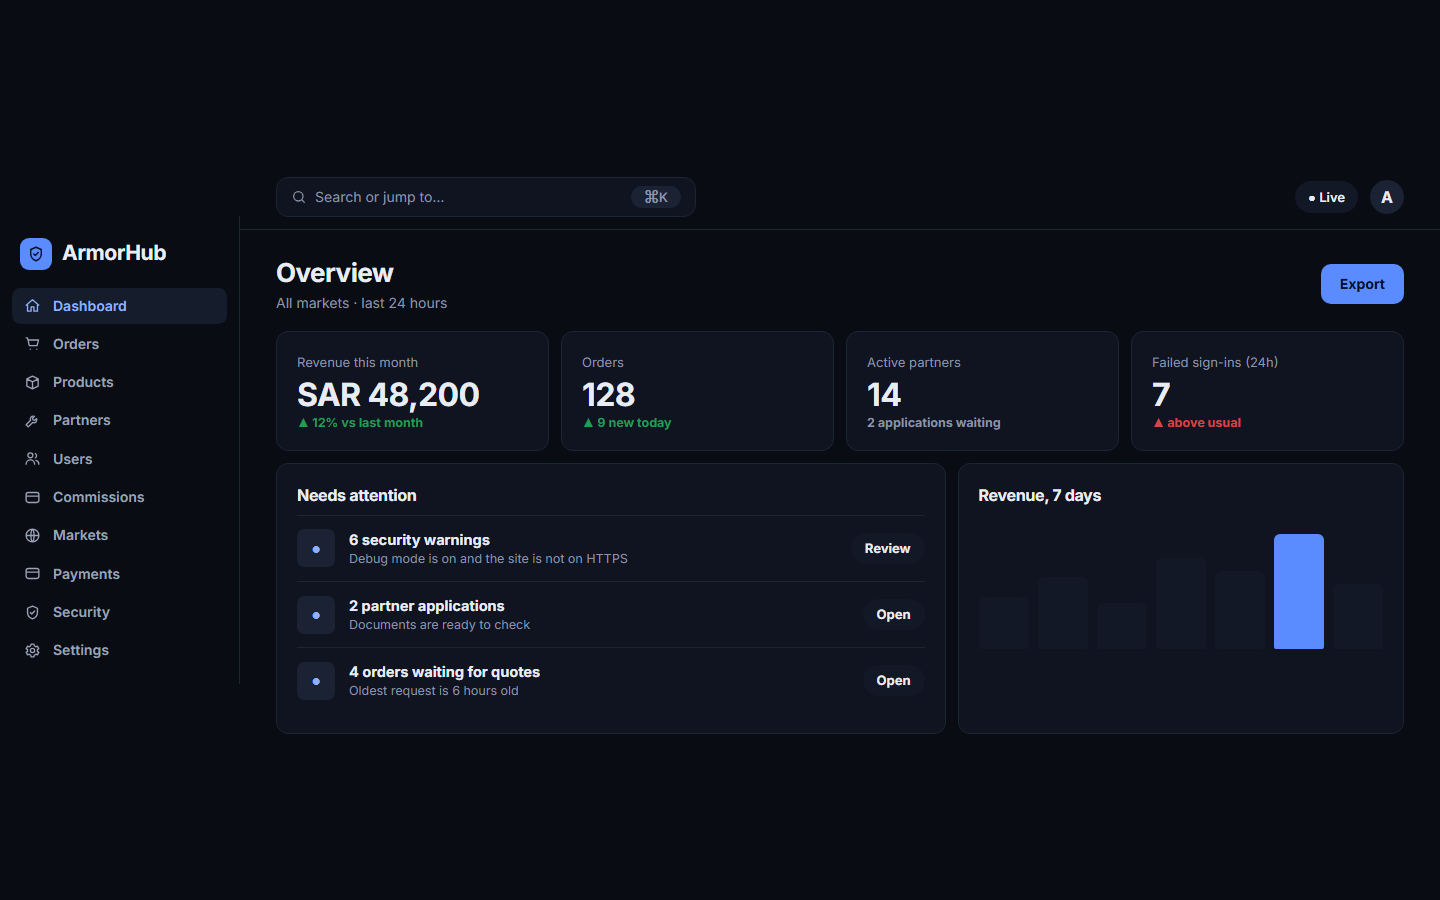 Search or jump to...
⌘K
Live
A
ArmorHub
Dashboard
Orders
Products
Partners
Users
Commissions
Markets
Payments
Security
Settings
Overview
All markets · last 24 hours
Export
Revenue this month
SAR 48,200
▲ 12% vs last month
Orders
128
▲ 9 new today
Active partners
14
2 applications waiting
Failed sign-ins (24h)
7
▲ above usual
Needs attention
6 security warnings
Debug mode is on and the site is not on HTTPS
Review
2 partner applications
Documents are ready to check
Open
4 orders waiting for quotes
Oldest request is 6 hours old
Open
Revenue, 7 days